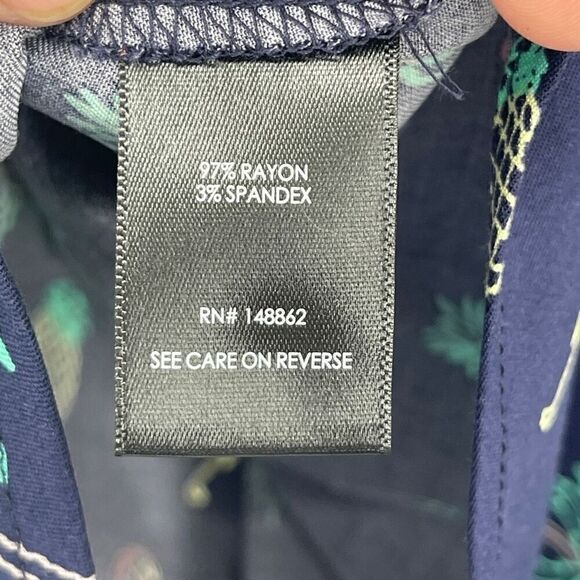 97% RAYON
3% SPANDEX
RN# 148862
SEE CARE ON REVERSE